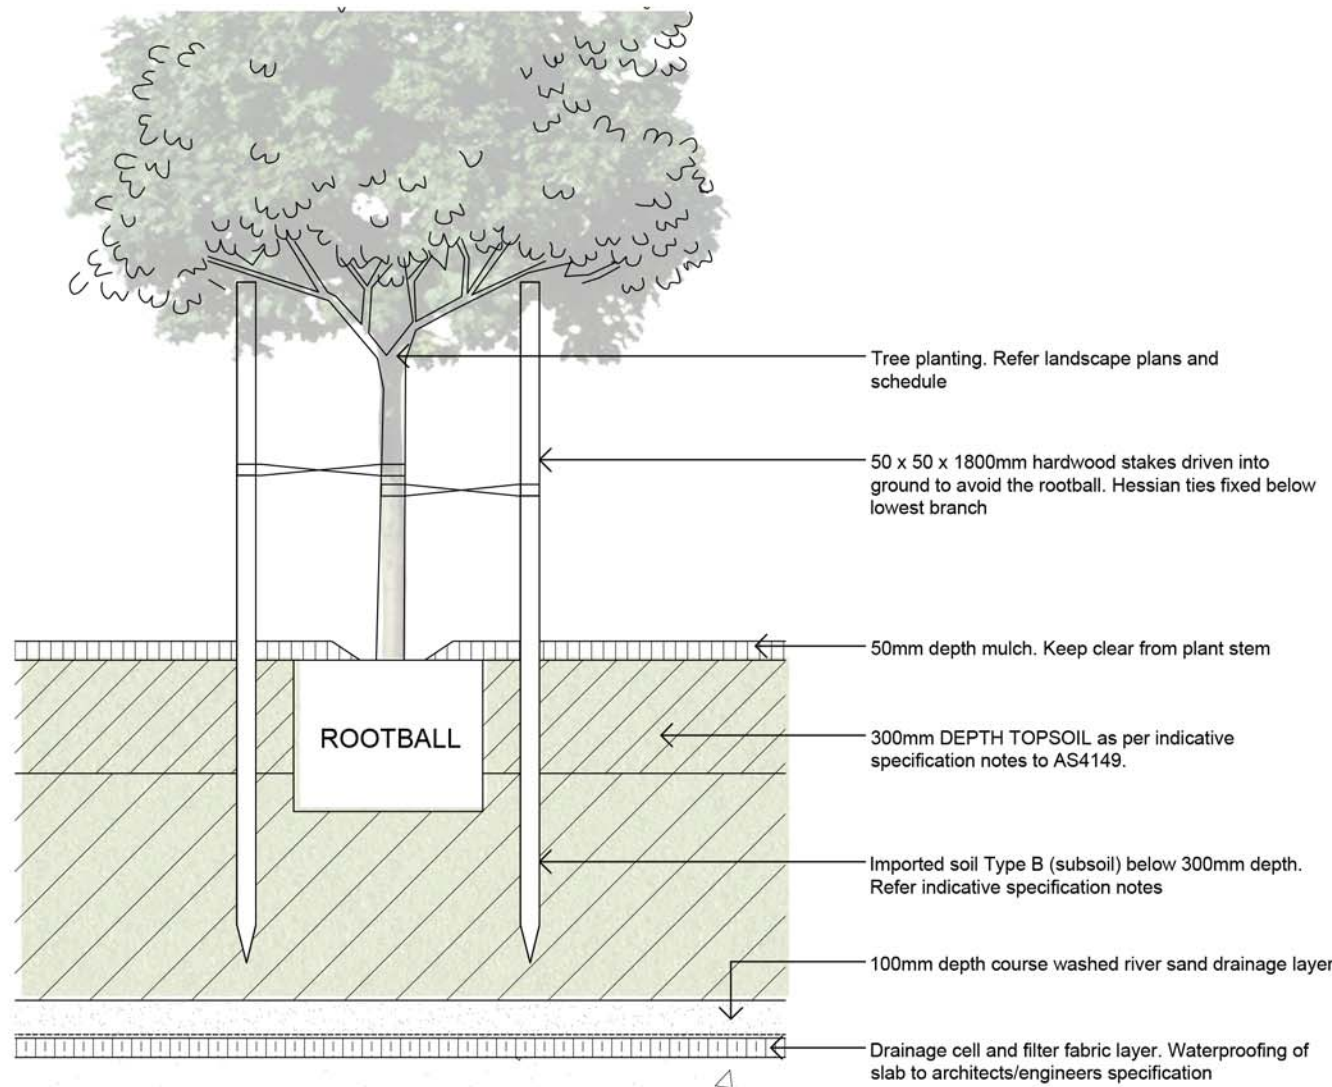 Tree planting. Refer landscape plans and
schedule
50 x 50 x 1800mm hardwood stakes driven into
ground to avoid the rootball. Hessian ties fixed below
lowest branch
50mm depth mulch. Keep clear from plant stem
ROOTBALL
300mm DEPTH TOPSOIL as per indicative
specification notes to AS4149.
Imported soil Type B (subsoil) below 300mm depth.
Refer indicative specification notes
100mm depth course washed river sand drainage layer
Drainage cell and filter fabric layer. Waterproofing of
slab to architects/engineers specification